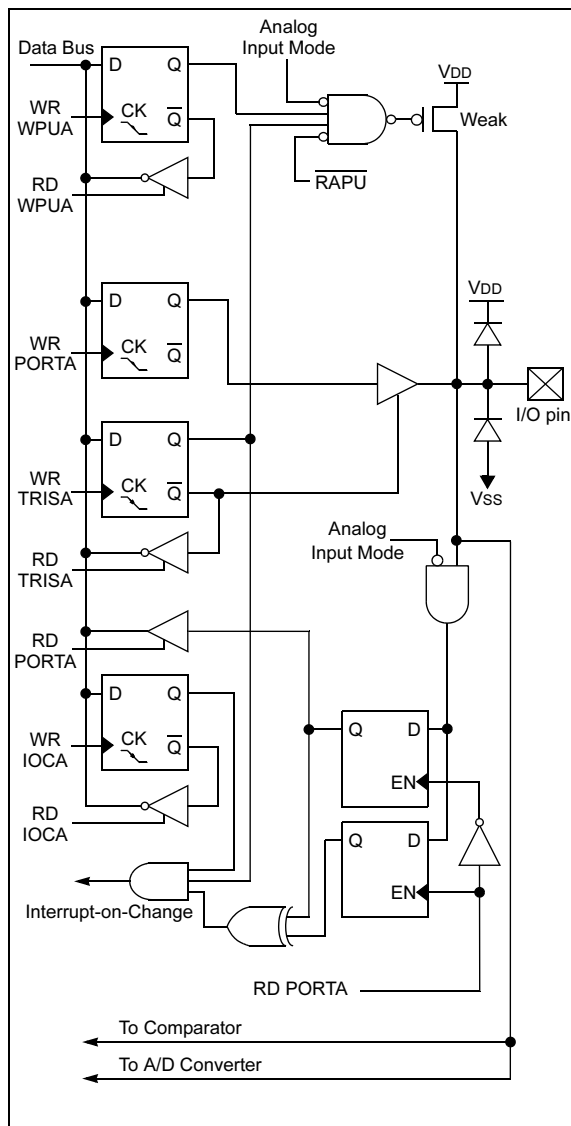 Analog
Input Mode
Data Bus
D Q
VDD
WR
WPUA
CK Q
Weak
RD
WPUA
RAPU
D Q
VDD
WR
PORTA
CK Q
I/O pin
D Q
WR
TRISA
CK Q
VSS
Analog
Input Mode
RD
TRISA
RD
PORTA
D Q
Q D
WR
IOCA
CK Q
EN
RD
IOCA
Q D
EN
Interrupt-on-Change
RD PORTA
To Comparator
To A/D Converter